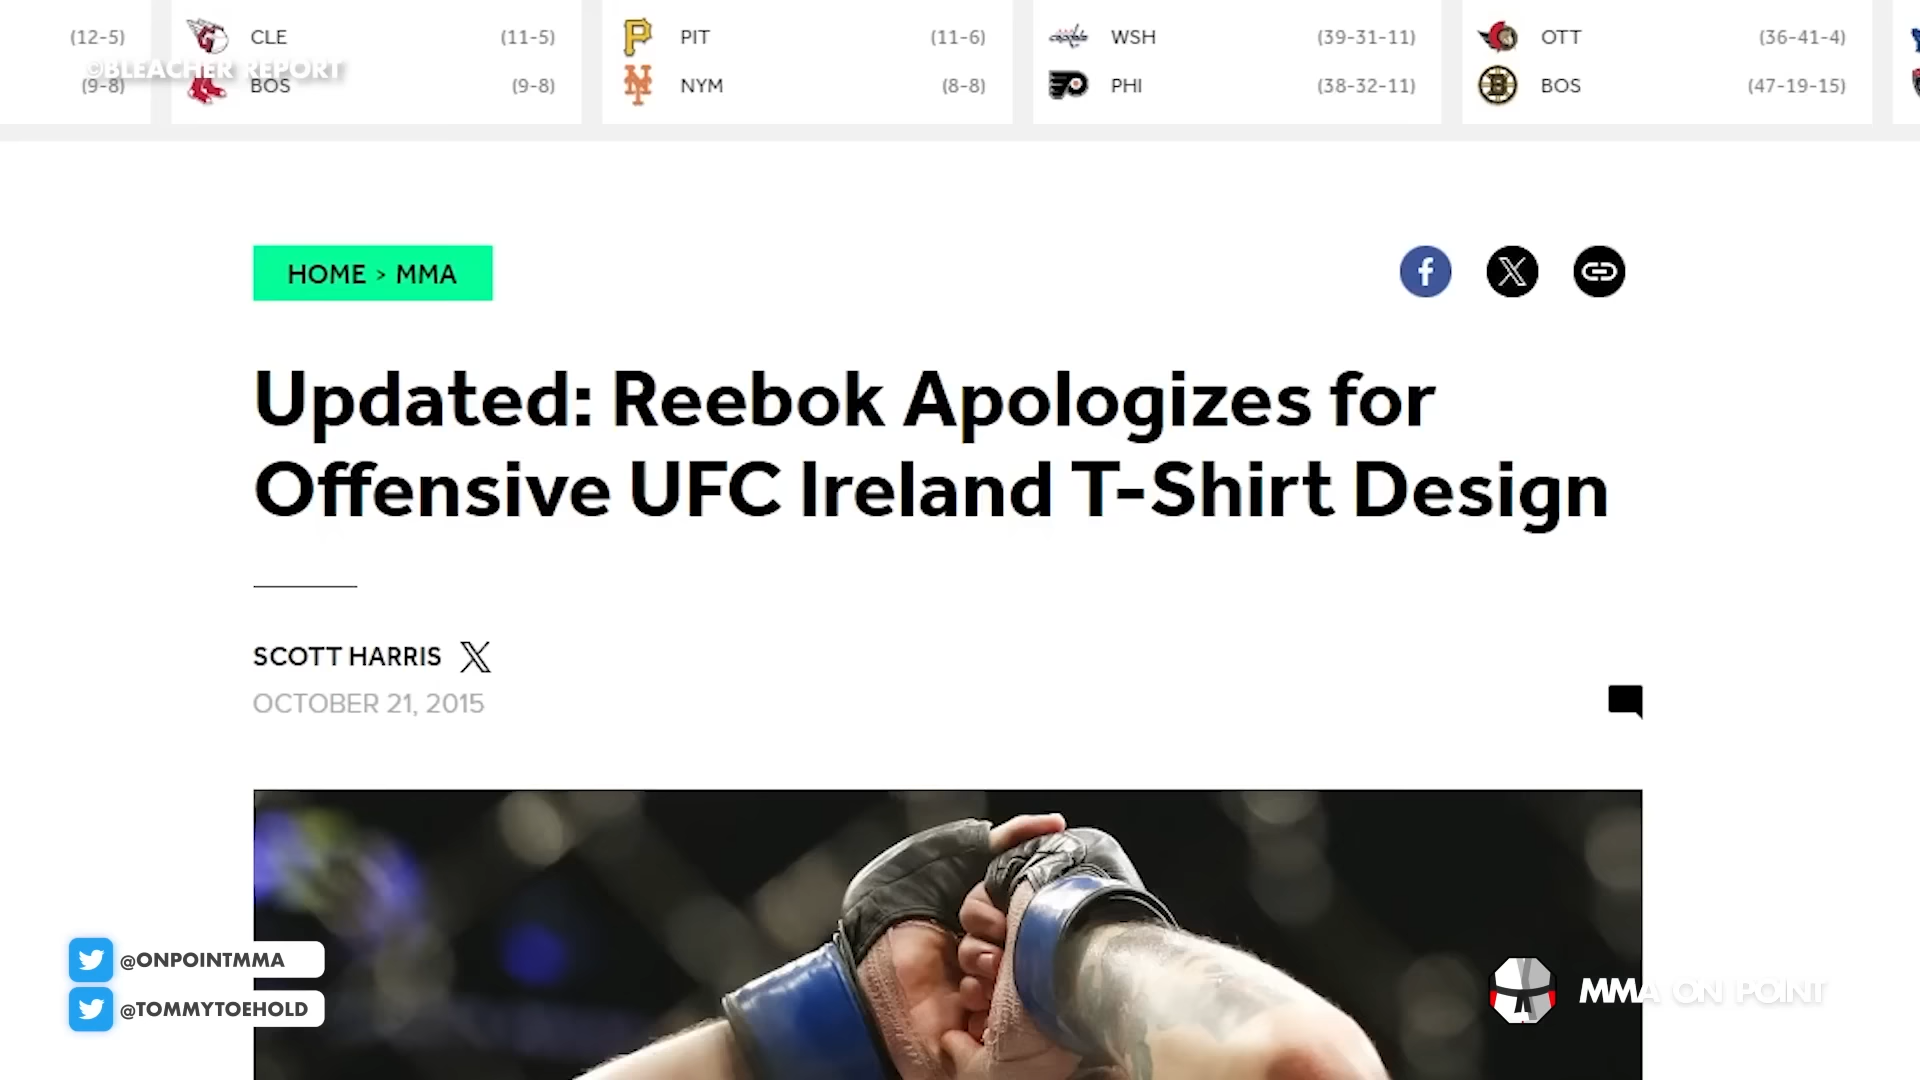 (12-5)
(9-8)
©BLEACHER REPORT
CLE (11-5)
BOS (9-8)
PIT (11-6)
NYM (8-8)
WSH (39-31-11)
PHI (38-32-11)
OTT (36-41-4)
BOS (47-19-15)
HOME > MMA
Updated: Reebok Apologizes for
Offensive UFC Ireland T-Shirt Design
SCOTT HARRIS
OCTOBER 21, 2015
@ONPOINTMMA
@TOMMYTOEHOLD
MMA ON POINT